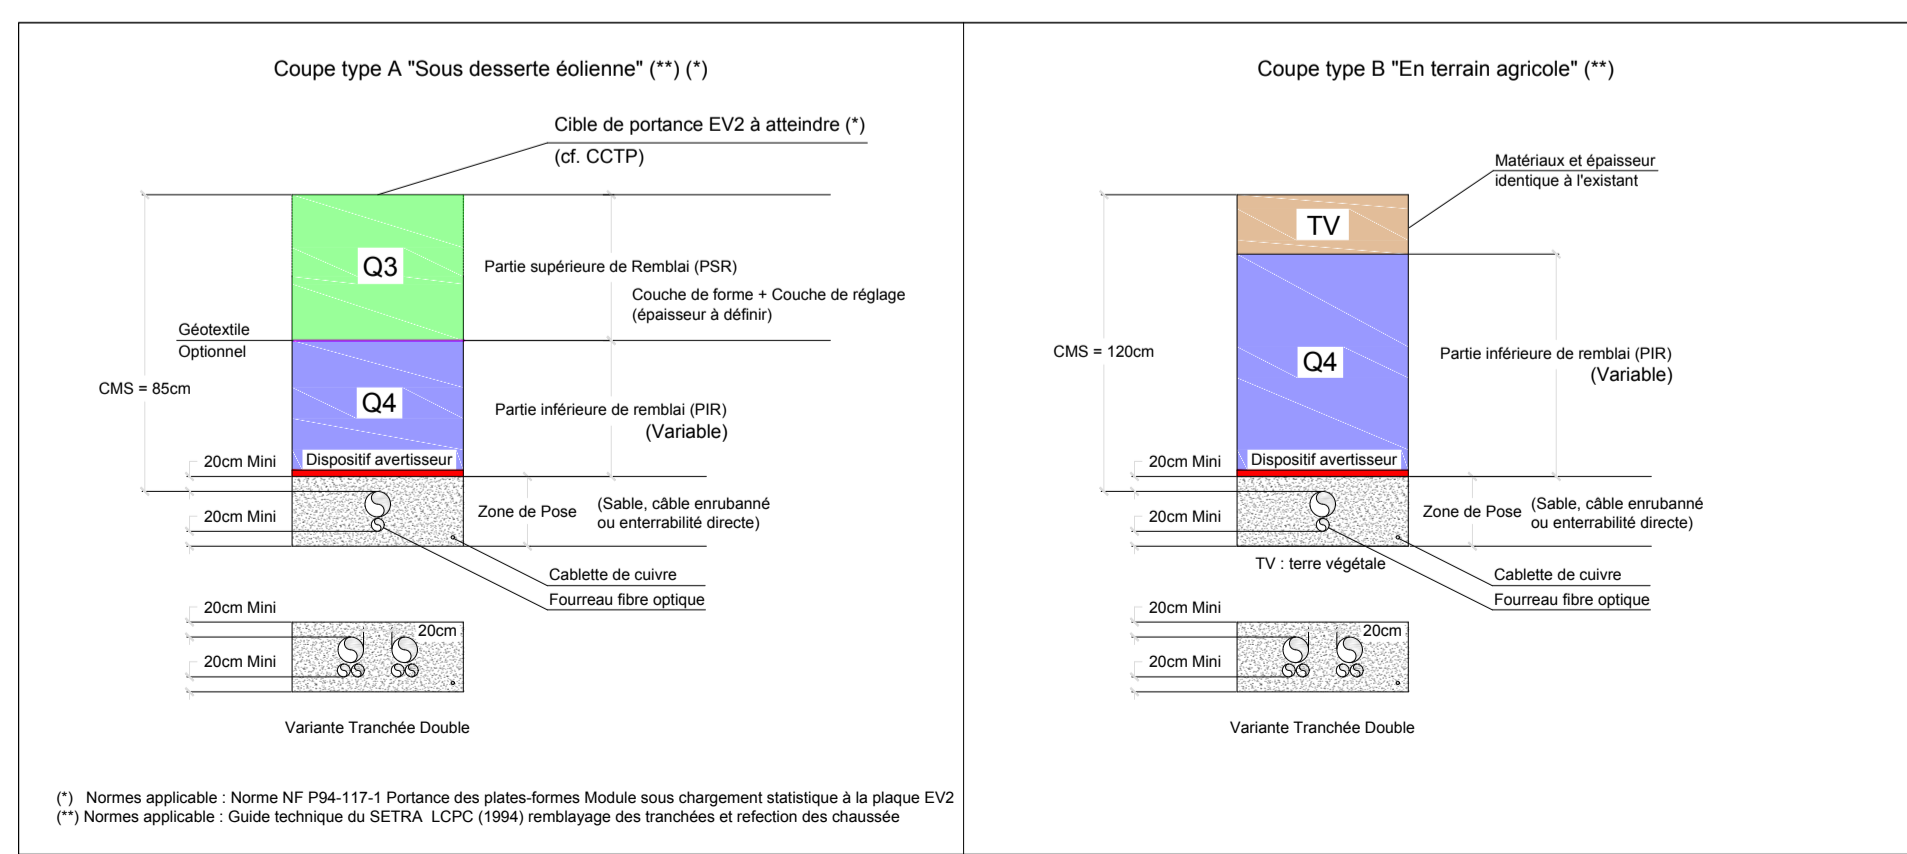 Coupe type A "Sous desserte éolienne" (**) (*)
Cible de portance EV2 à atteindre (*)
(cf. CCTP)
Q3
Partie supérieure de Remblai (PSR)
Couche de forme + Couche de réglage
(épaisseur à définir)
Géotextile
Optionnel
CMS = 85cm
Q4
Partie inférieure de remblai (PIR)
(Variable)
20cm Mini
Dispositif avertisseur
20cm Mini
Zone de Pose
(Sable, câble enrubanné
ou enterrabilité directe)
Cablette de cuivre
Fourreau fibre optique
20cm Mini
20cm
20cm Mini
Variante Tranchée Double
(*) Normes applicable : Norme NF P94-117-1 Portance des plates-formes Module sous chargement statistique à la plaque EV2
(**) Normes applicable : Guide technique du SETRA LCPC (1994) remblayage des tranchées et refection des chaussée
Coupe type B "En terrain agricole" (**)
Matériaux et épaisseur
identique à l'existant
TV
CMS = 120cm
Q4
Partie inférieure de remblai (PIR)
(Variable)
20cm Mini
Dispositif avertisseur
20cm Mini
Zone de Pose
(Sable, câble enrubanné
ou enterrabilité directe)
TV : terre végétale
Cablette de cuivre
Fourreau fibre optique
20cm Mini
20cm
20cm Mini
Variante Tranchée Double